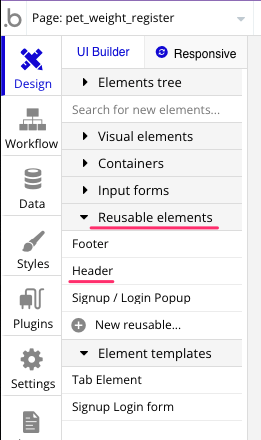 .b
Page: pet_weight_register
Design
Workflow
Data
Styles
Plugins
Settings
UI Builder
Responsive
Elements tree
Search for new elements...
Visual elements
Containers
Input forms
Reusable elements
Footer
Header
Signup / Login Popup
New reusable...
Element templates
Tab Element
Signup Login form